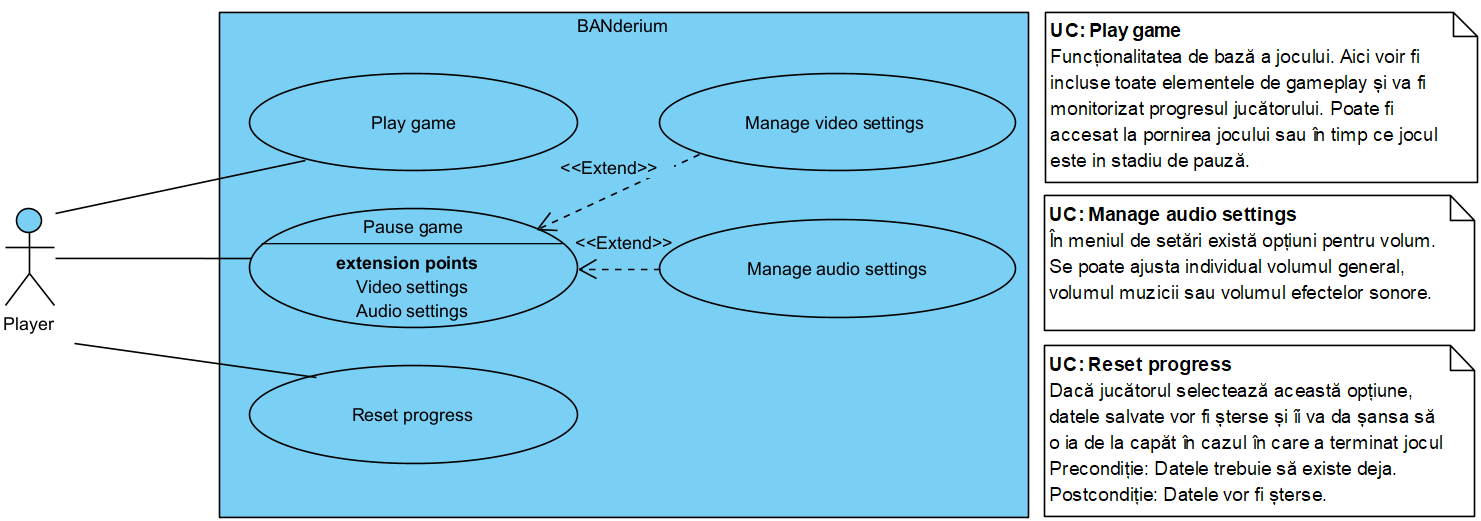 BANderium
Play game
Manage video settings
<<Extend>>
Pause game
extension points
Video settings
Audio settings
<<Extend>>
Manage audio settings
Reset progress
Player
UC: Play game
Funcționalitatea de bază a jocului. Aici voir fi
incluse toate elementele de gameplay și va fi
monitorizat progresul jucătorului. Poate fi
accesat la pornirea jocului sau în timp ce jocul
este in stadiu de pauză.
UC: Manage audio settings
În meniul de setări există opțiuni pentru volum.
Se poate ajusta individual volumul general,
volumul muzicii sau volumul efectelor sonore.
UC: Reset progress
Dacă jucătorul selectează această opțiune,
datele salvate vor fi șterse și îi va da șansa să
o ia de la capăt în cazul în care a terminat jocul
Precondiție: Datele trebuie să existe deja.
Postcondiție: Datele vor fi șterse.